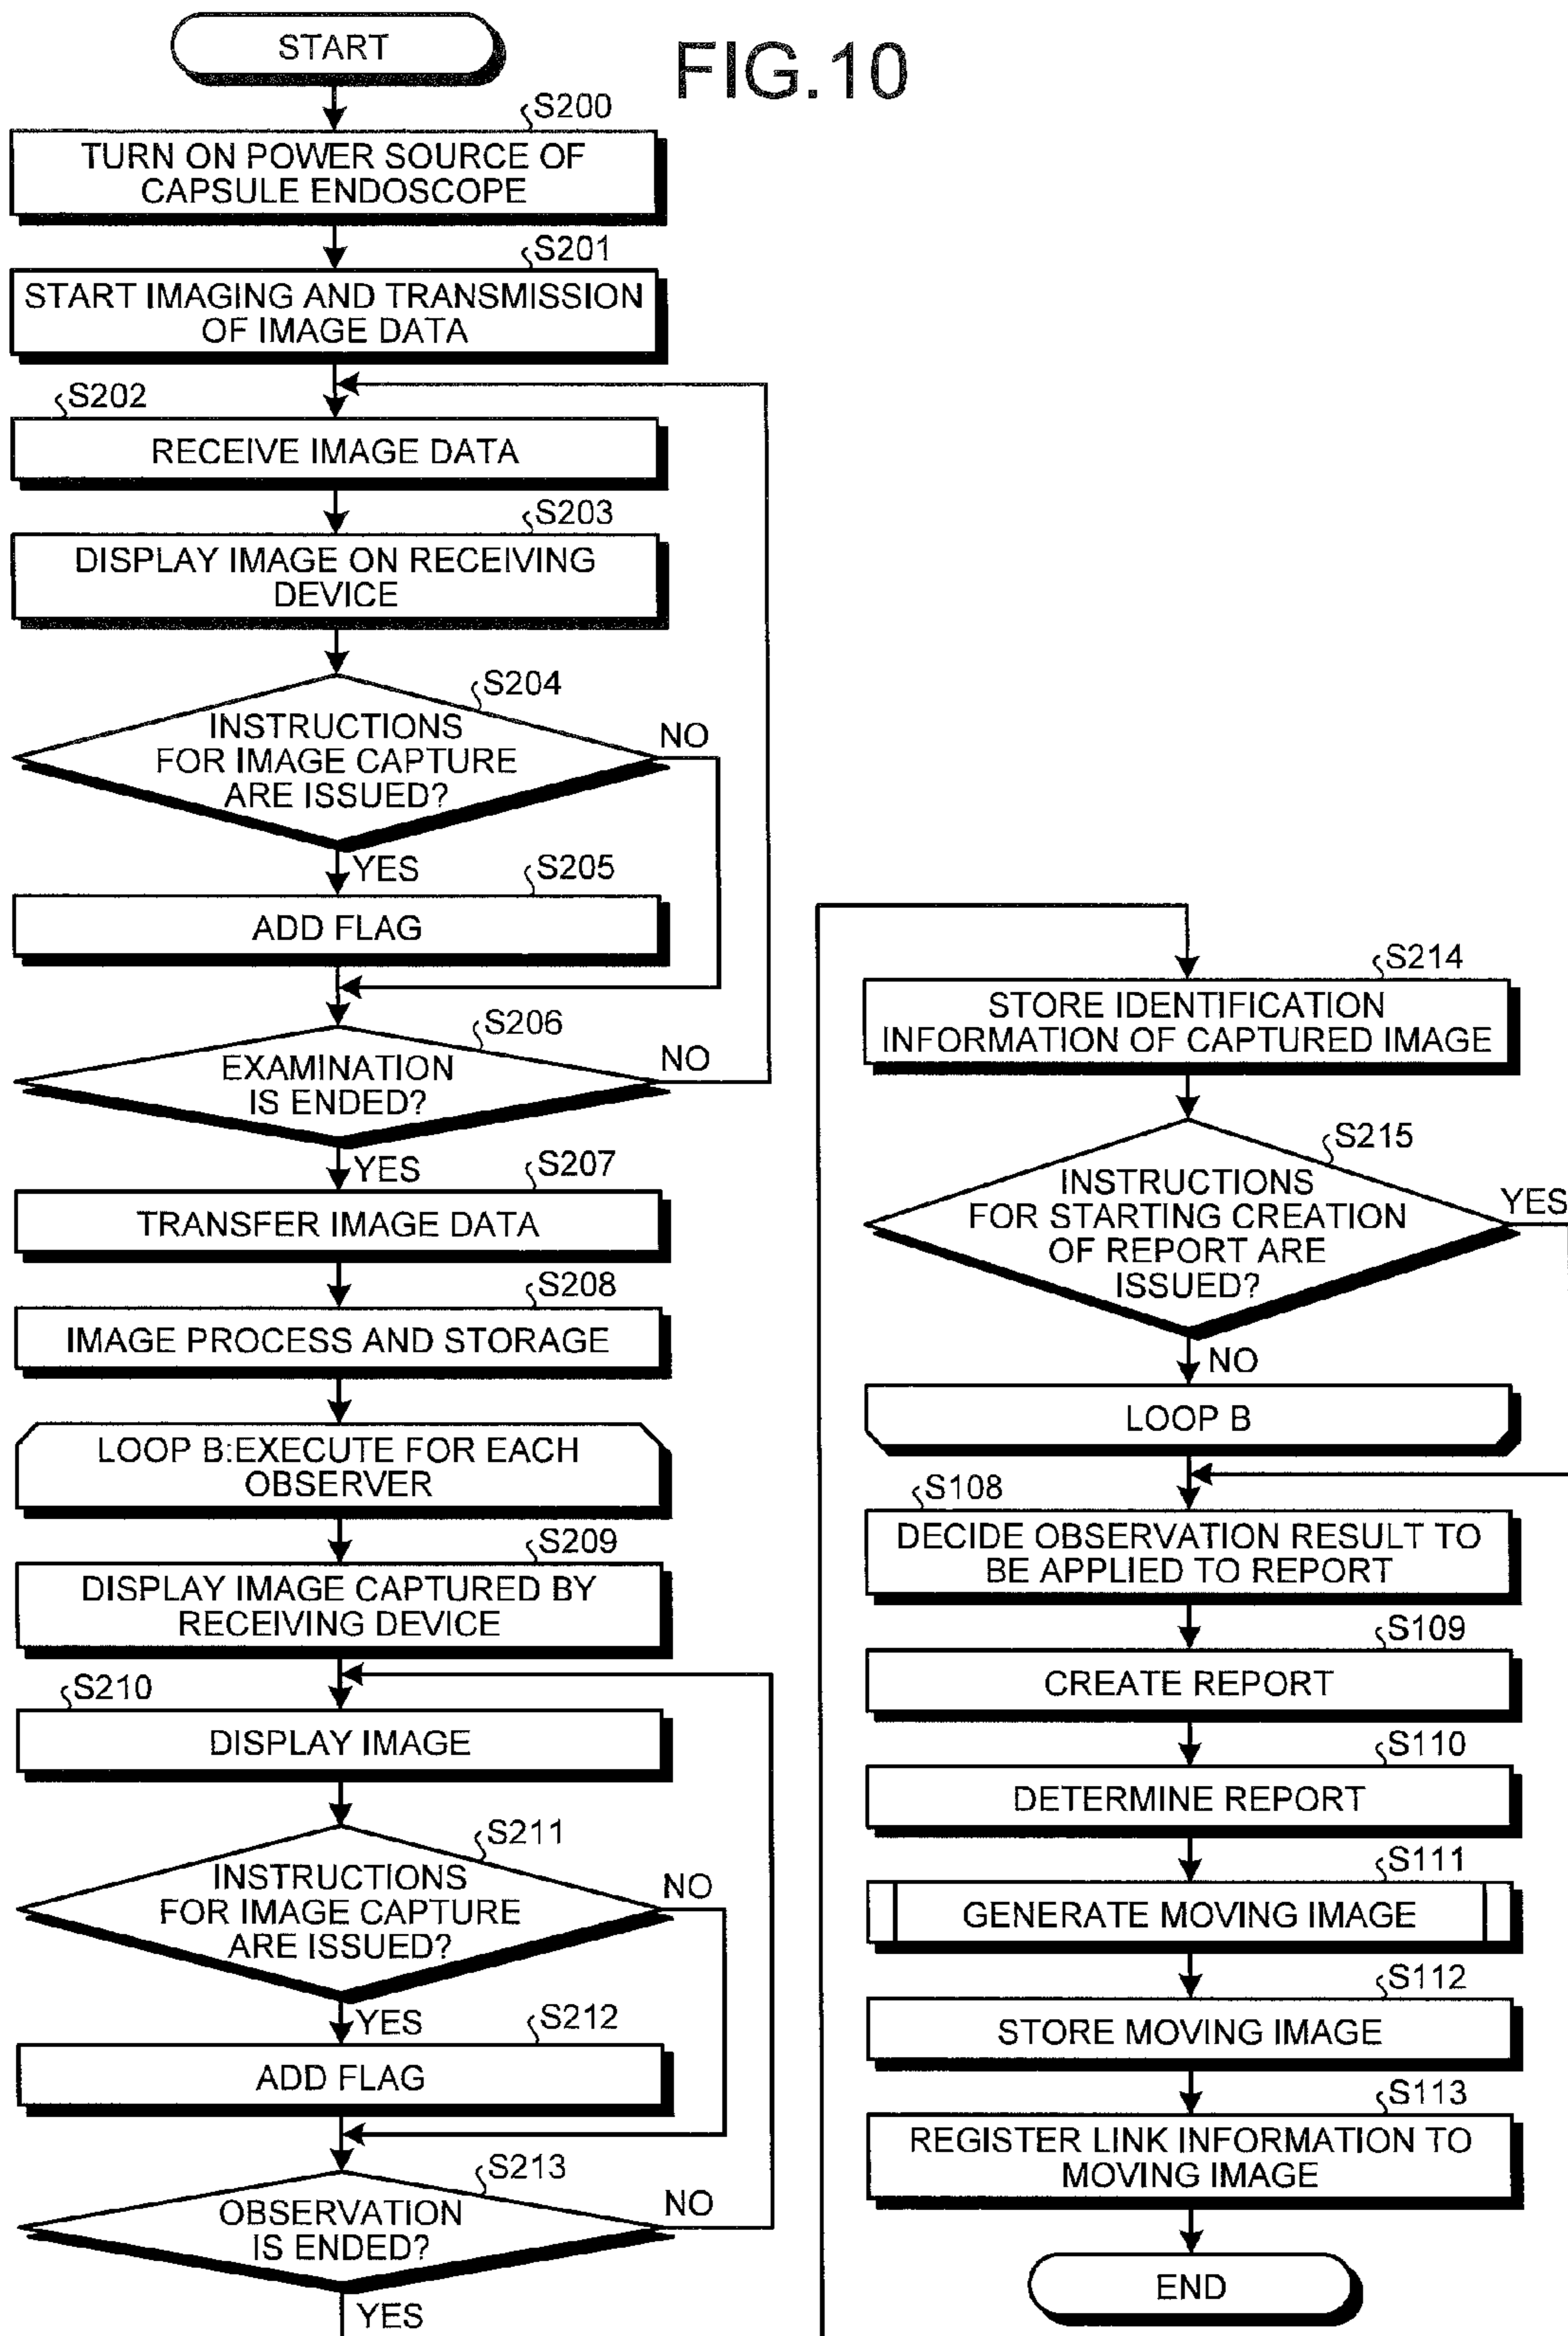 FIG.10
START
S200
TURN ON POWER SOURCE OF
CAPSULE ENDOSCOPE
S201
START IMAGING AND TRANSMISSION
OF IMAGE DATA
S202
RECEIVE IMAGE DATA
S203
DISPLAY IMAGE ON RECEIVING
DEVICE
S204
INSTRUCTIONS
FOR IMAGE CAPTURE
ARE ISSUED?
NO
YES
S205
ADD FLAG
S206
EXAMINATION
IS ENDED?
NO
YES
S207
TRANSFER IMAGE DATA
S208
IMAGE PROCESS AND STORAGE
LOOP B:EXECUTE FOR EACH
OBSERVER
S209
DISPLAY IMAGE CAPTURED BY
RECEIVING DEVICE
S210
DISPLAY IMAGE
S211
INSTRUCTIONS
FOR IMAGE CAPTURE
ARE ISSUED?
NO
YES
S212
ADD FLAG
S213
OBSERVATION
IS ENDED?
NO
YES
S214
STORE IDENTIFICATION
INFORMATION OF CAPTURED IMAGE
S215
INSTRUCTIONS
FOR STARTING CREATION
OF REPORT ARE
ISSUED?
YES
NO
LOOP B
S108
DECIDE OBSERVATION RESULT TO
BE APPLIED TO REPORT
S109
CREATE REPORT
S110
DETERMINE REPORT
S111
GENERATE MOVING IMAGE
S112
STORE MOVING IMAGE
S113
REGISTER LINK INFORMATION TO
MOVING IMAGE
END